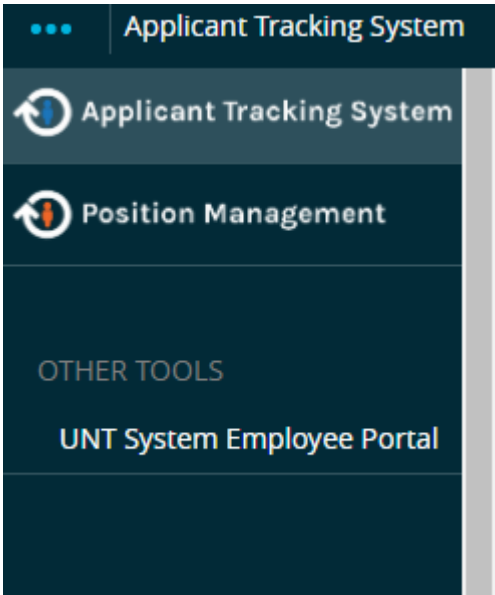 Applicant Tracking System
Applicant Tracking System
Position Management
OTHER TOOLS
UNT System Employee Portal